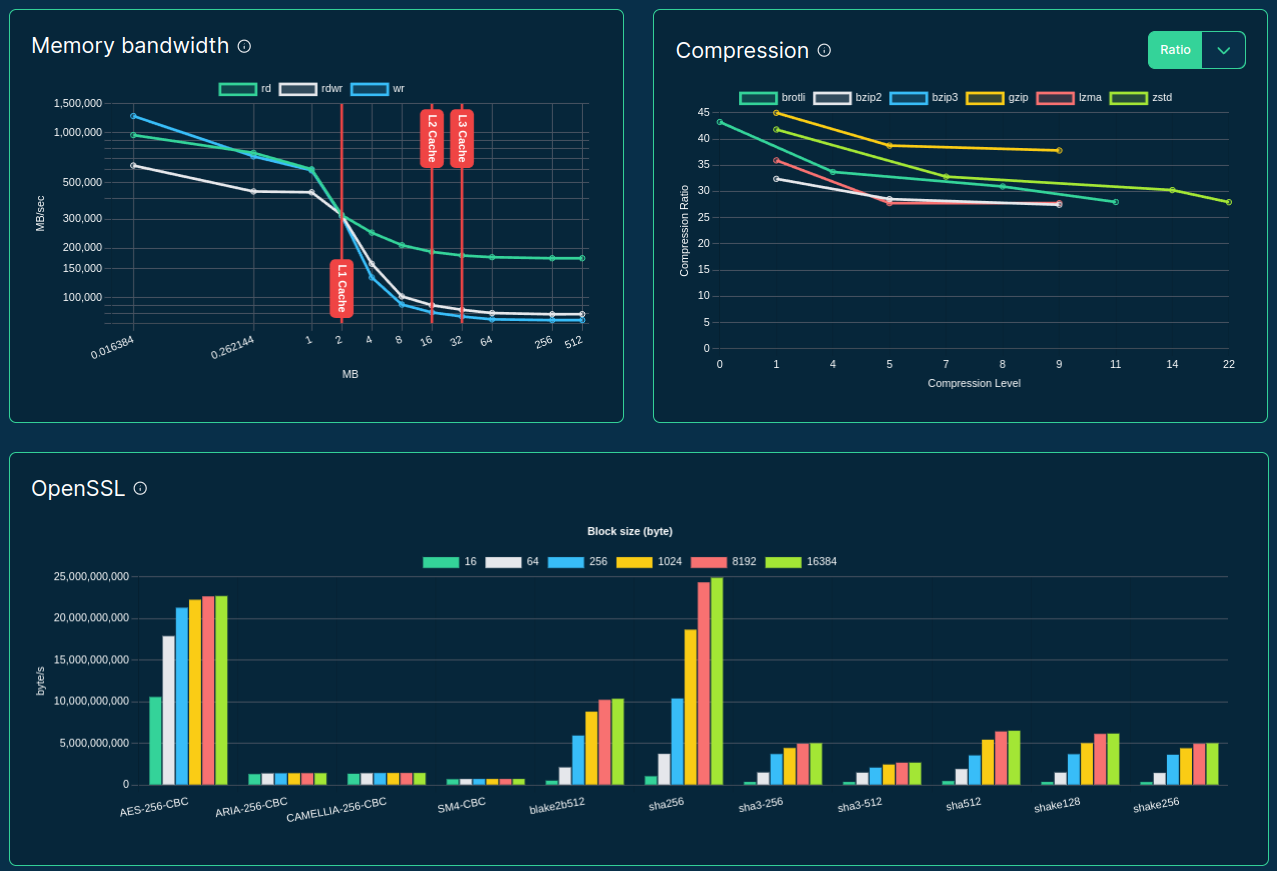 Memory bandwidth
rd rdwr wr
1,500,000
1,000,000
500,000
300,000
200,000
150,000
100,000
MB/sec
L1 Cache
L2 Cache
L3 Cache
0.016384 0.262144 1 2 4 8 16 32 64 256 512
MB
Compression
Ratio
brotli bzip2 bzip3 gzip lzma zstd
45
40
35
30
25
20
15
10
5
0
Compression Ratio
0 1 4 5 7 8 9 11 14 22
Compression Level
OpenSSL
Block size (byte)
16 64 256 1024 8192 16384
25,000,000,000
20,000,000,000
15,000,000,000
10,000,000,000
5,000,000,000
0
byte/s
AES-256-CBC ARIA-256-CBC CAMELLIA-256-CBC SM4-CBC blake2b512 sha256 sha3-256 sha3-512 sha512 shake128 shake256